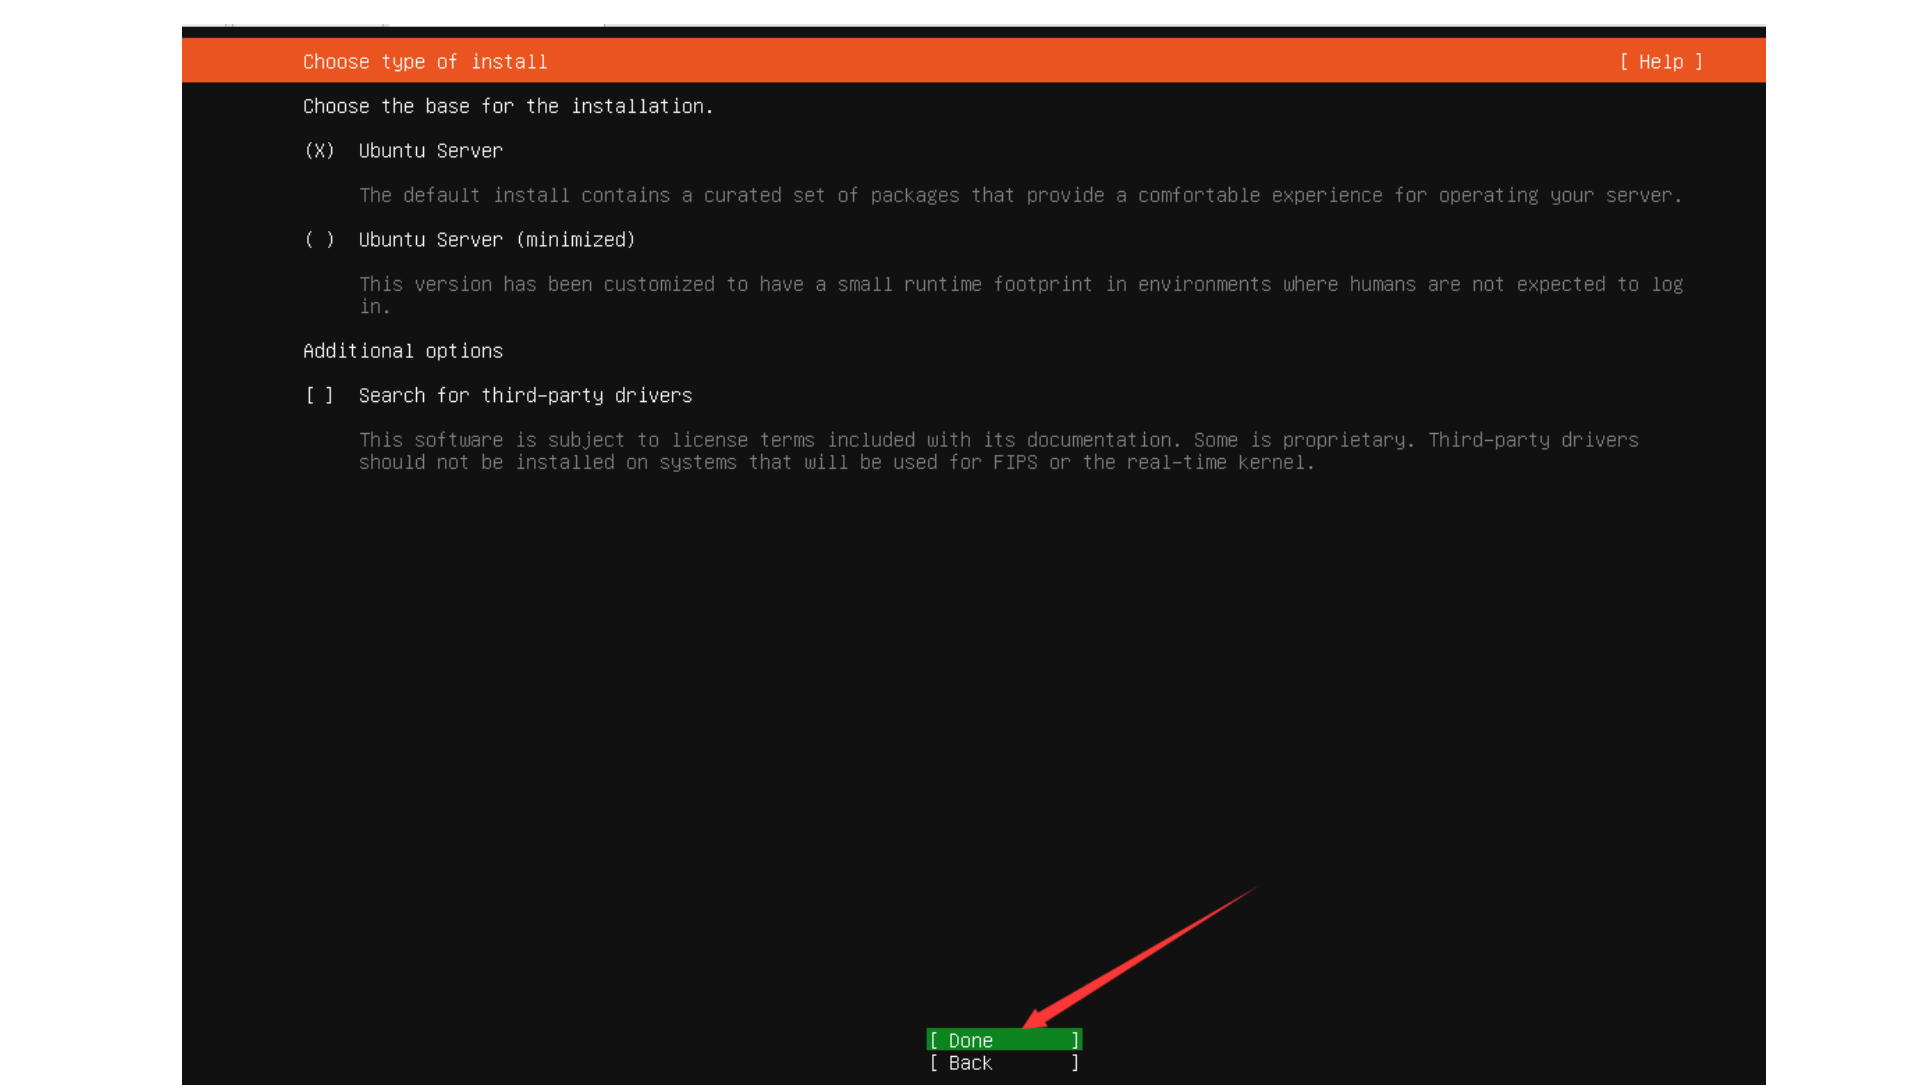 Choose type of install [ Help ]
Choose the base for the installation.
(X) Ubuntu Server
The default install contains a curated set of packages that provide a comfortable experience for operating your server.
( ) Ubuntu Server (minimized)
This version has been customized to have a small runtime footprint in environments where humans are not expected to log
in.
Additional options
[ ] Search for third-party drivers
This software is subject to license terms included with its documentation. Some is proprietary. Third-party drivers
should not be installed on systems that will be used for FIPS or the real-time kernel.
[ Done ]
[ Back ]